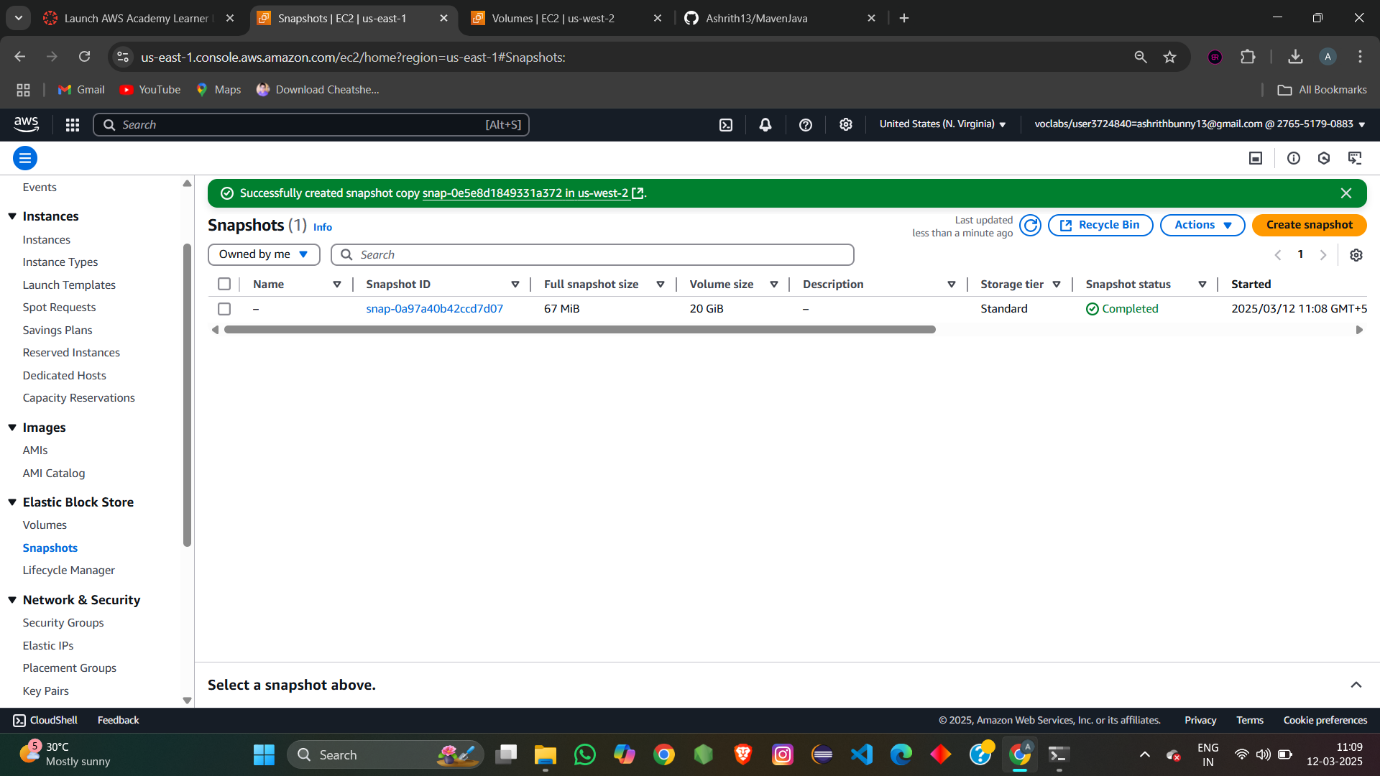 Launch AWS Academy Learner
Snapshots | EC2 | us-east-1
Volumes | EC2 | us-west-2
Ashrith13/MavenJava
us-east-1.console.aws.amazon.com/ec2/home?region=us-east-1#Snapshots:
A
Gmail
YouTube
Maps
Download Cheatshe...
All Bookmarks
aws
Search
[Alt+S]
United States (N. Virginia)
voclabs/user3724840=ashrithbunny13@gmail.com @ 2765-5179-0883
Events
Instances
Instances
Instance Types
Launch Templates
Spot Requests
Savings Plans
Reserved Instances
Dedicated Hosts
Capacity Reservations
Images
AMIs
AMI Catalog
Elastic Block Store
Volumes
Snapshots
Lifecycle Manager
Network & Security
Security Groups
Elastic IPs
Placement Groups
Key Pairs
Successfully created snapshot copy snap-0e5e8d1849331a372 in us-west-2.
Snapshots (1) Info
Last updated
less than a minute ago
Recycle Bin
Actions
Create snapshot
Owned by me
Search
1
Name Snapshot ID Full snapshot size Volume size Description Storage tier Snapshot status Started
– snap-0a97a40b42ccd7d07 67 MiB 20 GiB – Standard Completed 2025/03/12 11:08 GMT+5
Select a snapshot above.
CloudShell Feedback
© 2025, Amazon Web Services, Inc. or its affiliates. Privacy Terms Cookie preferences
5
30°C
Mostly sunny
Search
A
ENG
IN
11:09
12-03-2025